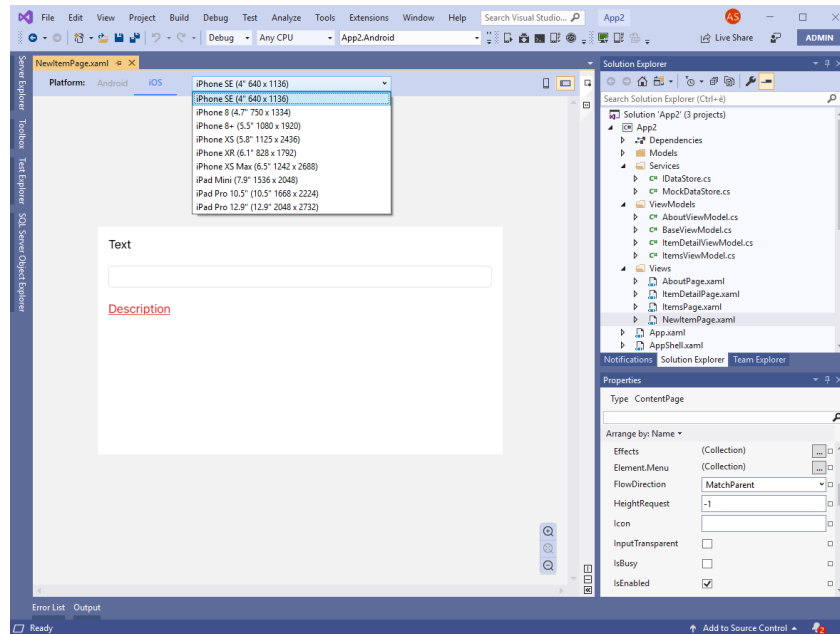 File Edit View Project Build Debug Test Analyze Tools Extensions Window Help Search Visual Studio... App2 AS
Debug Any CPU App2.Android Live Share ADMIN
Server Explorer
Toolbox
Test Explorer
SQL Server Object Explorer
NewItemPage.xaml
Platform: Android iOS iPhone SE (4" 640 x 1136)
iPhone SE (4" 640 x 1136)
iPhone 8 (4.7" 750 x 1334)
iPhone 8+ (5.5" 1080 x 1920)
iPhone XS (5.8" 1125 x 2436)
iPhone XR (6.1" 828 x 1792)
iPhone XS Max (6.5" 1242 x 2688)
iPad Mini (7.9" 1536 x 2048)
iPad Pro 10.5" (10.5" 1668 x 2224)
iPad Pro 12.9" (12.9" 2048 x 2732)
Text
Description
Solution Explorer
Search Solution Explorer (Ctrl+è)
Solution 'App2' (3 projects)
C# App2
Dependencies
Models
Services
C# IDataStore.cs
C# MockDataStore.cs
ViewModels
C# AboutViewModel.cs
C# BaseViewModel.cs
C# ItemDetailViewModel.cs
C# ItemsViewModel.cs
Views
AboutPage.xaml
ItemDetailPage.xaml
ItemsPage.xaml
NewItemPage.xaml
App.xaml
AppShell.xaml
Notifications Solution Explorer Team Explorer
Properties
Type ContentPage
Arrange by: Name
Effects (Collection) ...
Element.Menu (Collection) ...
FlowDirection MatchParent
HeightRequest -1
Icon
InputTransparent
IsBusy
IsEnabled
Error List Output
Ready Add to Source Control 2